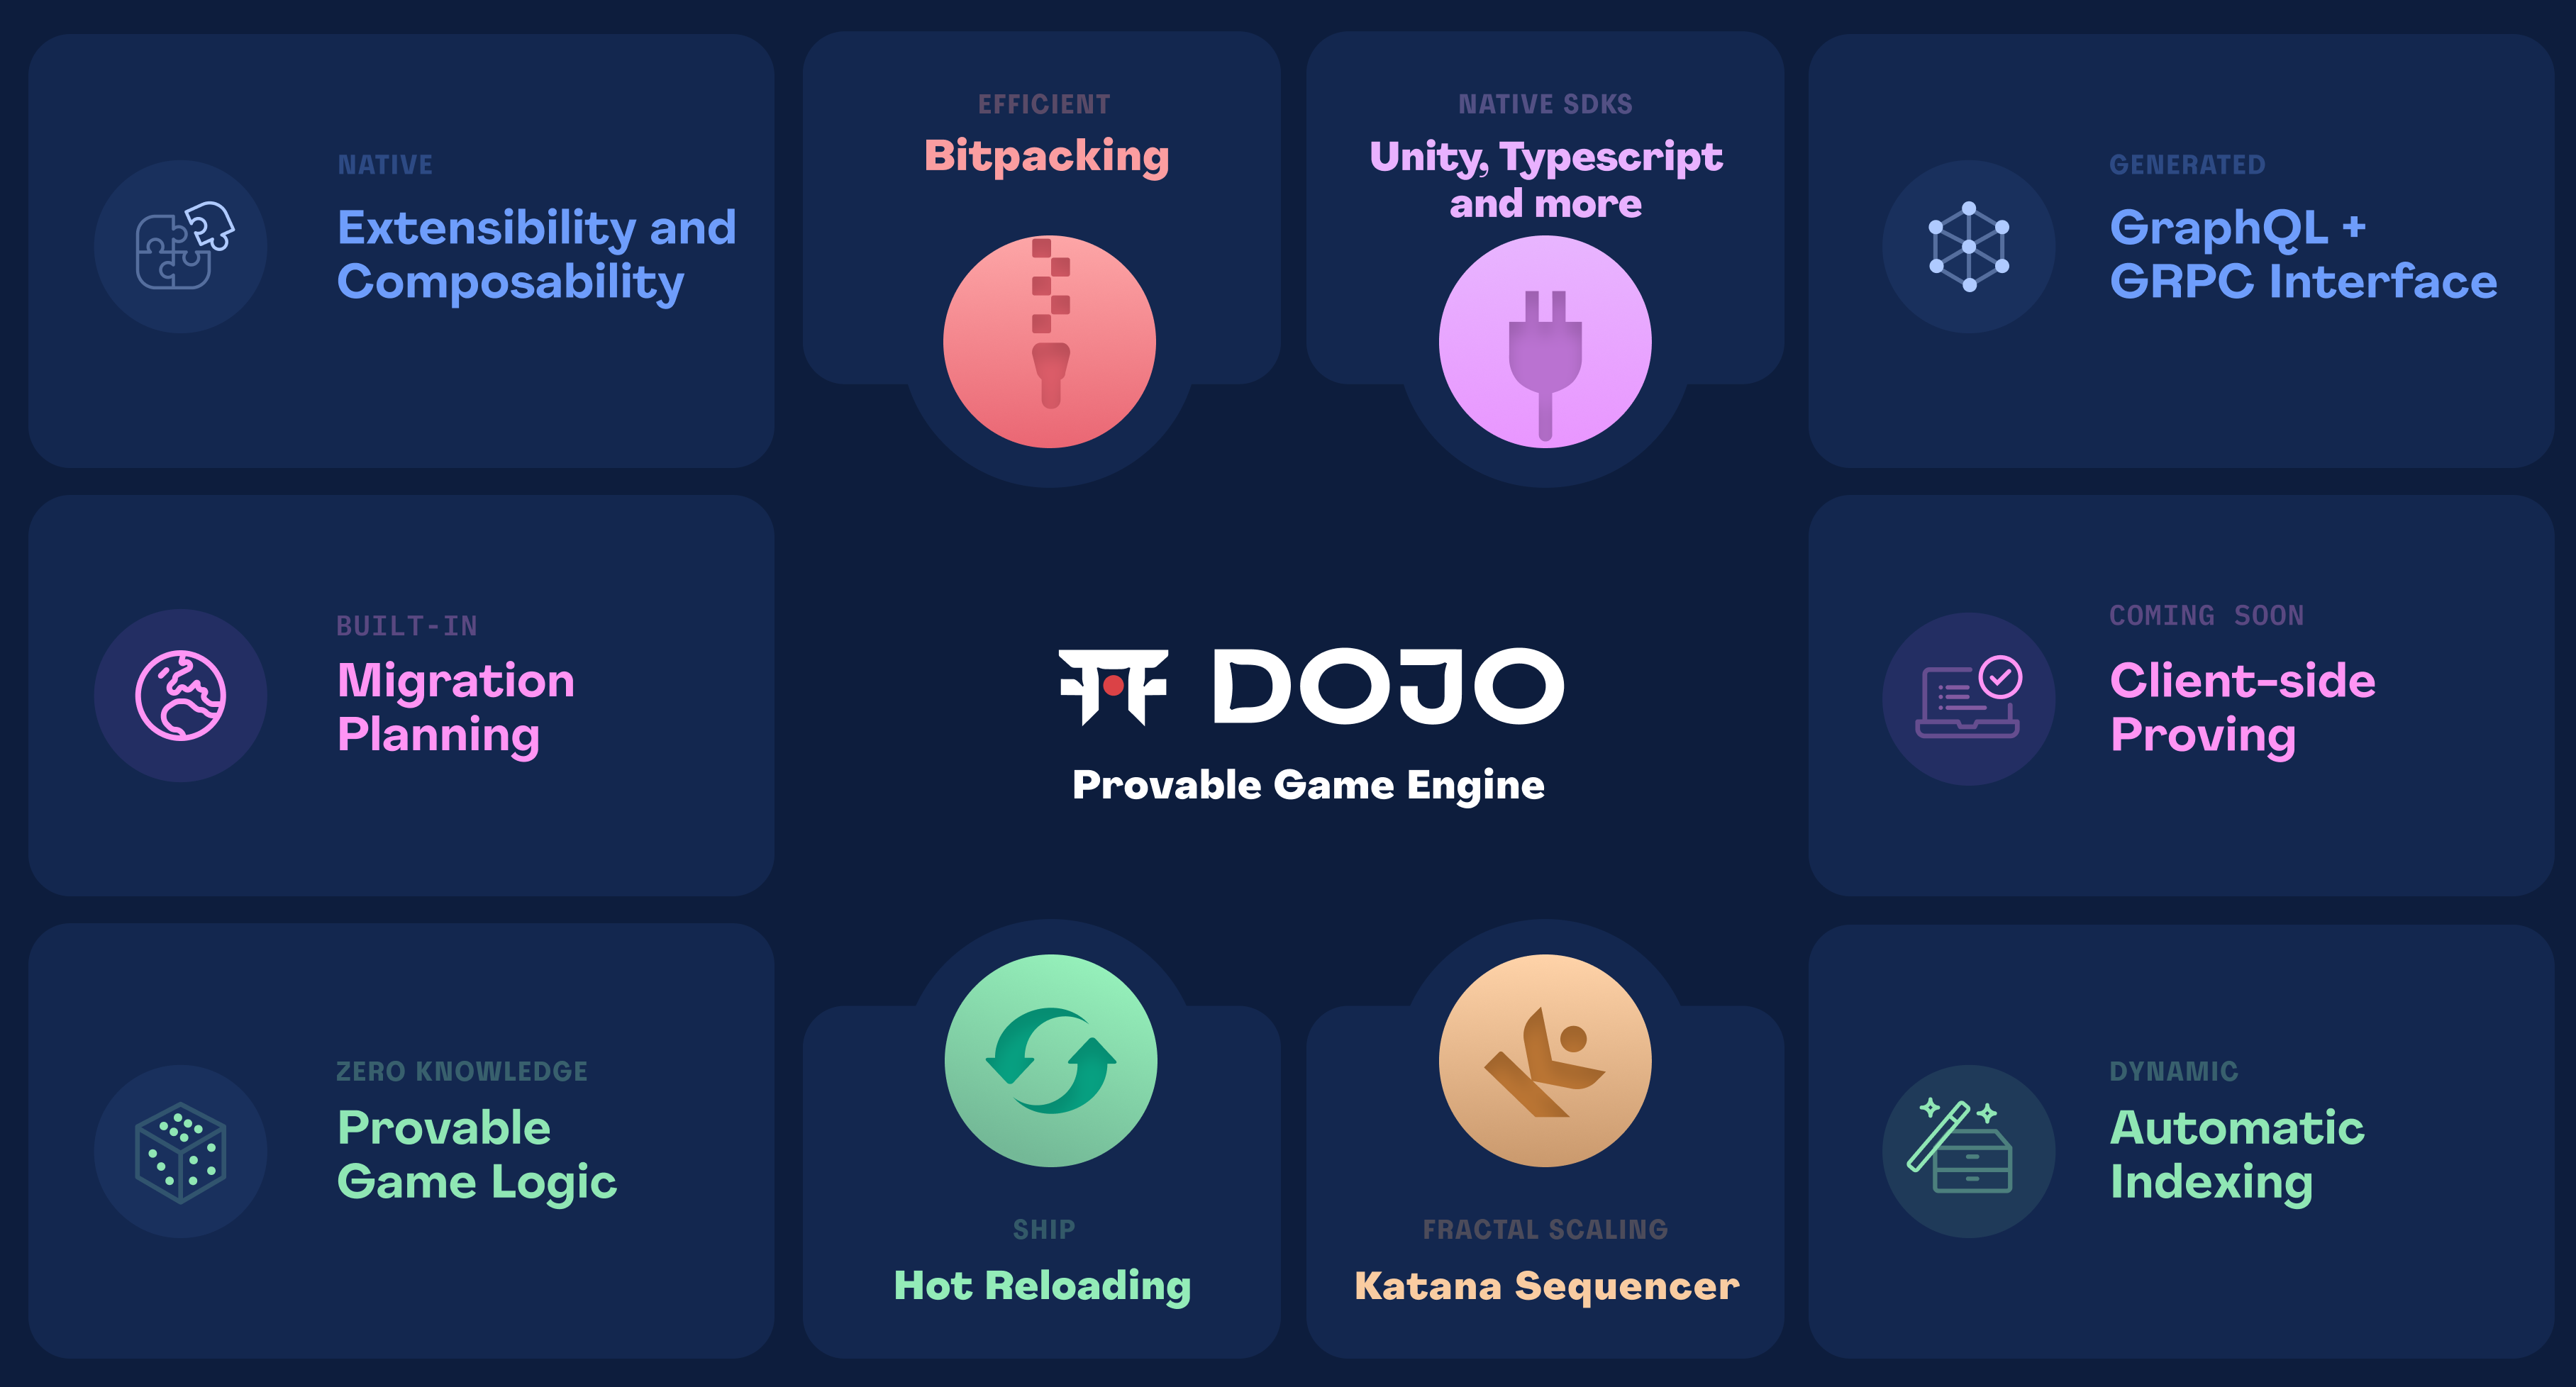 NATIVE
Extensibility and
Composability
EFFICIENT
Bitpacking
NATIVE SDKS
Unity, Typescript
and more
GENERATED
GraphQL +
GRPC Interface
BUILT-IN
Migration
Planning
DOJO
Provable Game Engine
COMING SOON
Client-side
Proving
ZERO KNOWLEDGE
Provable
Game Logic
SHIP
Hot Reloading
FRACTAL SCALING
Katana Sequencer
DYNAMIC
Automatic
Indexing